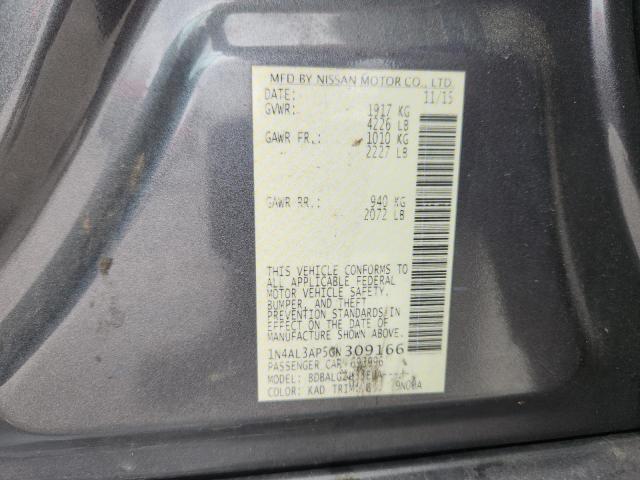 MFD BY NISSAN MOTOR CO., LTD.
DATE: 11/15
GVWR: 1917 KG
4226 LB
GAWR FR.: 1010 KG
2227 LB
GAWR RR.: 940 KG
2072 LB
THIS VEHICLE CONFORMS TO
ALL APPLICABLE FEDERAL
MOTOR VEHICLE SAFETY,
BUMPER, AND THEFT
PREVENTION STANDARDS/IN
EFFECT ON THE DATE OF
MANUFACTURE SHOWN ABOVE.
1N4AL3AP5GN309166
PASSENGER CAR
MODEL:
COLOR: KAD TRIM: